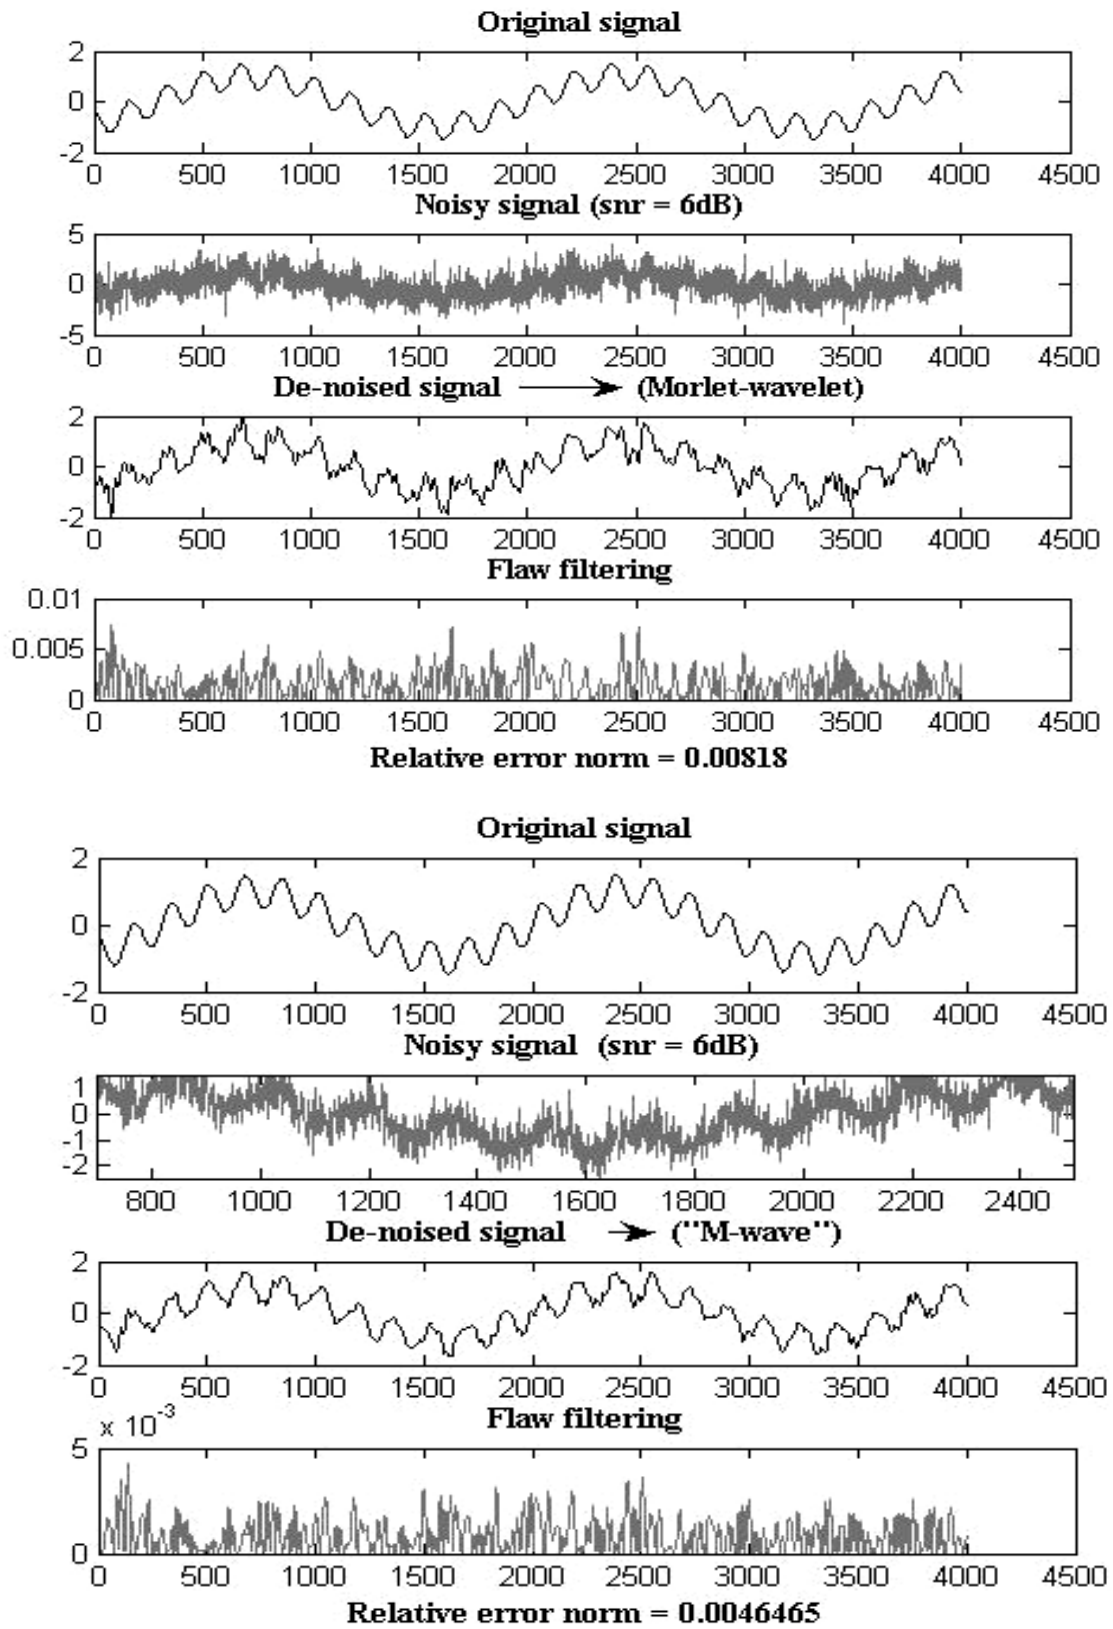 Original signal
2
0
-2
0 500 1000 1500 2000 2500 3000 3500 4000 4500
Noisy signal (snr = 6dB)
5
0
-5
0 500 1000 1500 2000 2500 3000 3500 4000 4500
De-noised signal (Morlet-wavelet)
2
0
-2
0 500 1000 1500 2000 2500 3000 3500 4000 4500
Flaw filtering
0.01
0.005
0
0 500 1000 1500 2000 2500 3000 3500 4000 4500
Relative error norm = 0.00818
Original signal
2
0
-2
0 500 1000 1500 2000 2500 3000 3500 4000 4500
Noisy signal (snr = 6dB)
1
0
-1
-2
800 1000 1200 1400 1600 1800 2000 2200 2400
De-noised signal ("M-wave")
2
0
-2
0 500 1000 1500 2000 2500 3000 3500 4000 4500
Flaw filtering
x 10^-3
5
0
0 500 1000 1500 2000 2500 3000 3500 4000 4500
Relative error norm = 0.0046465